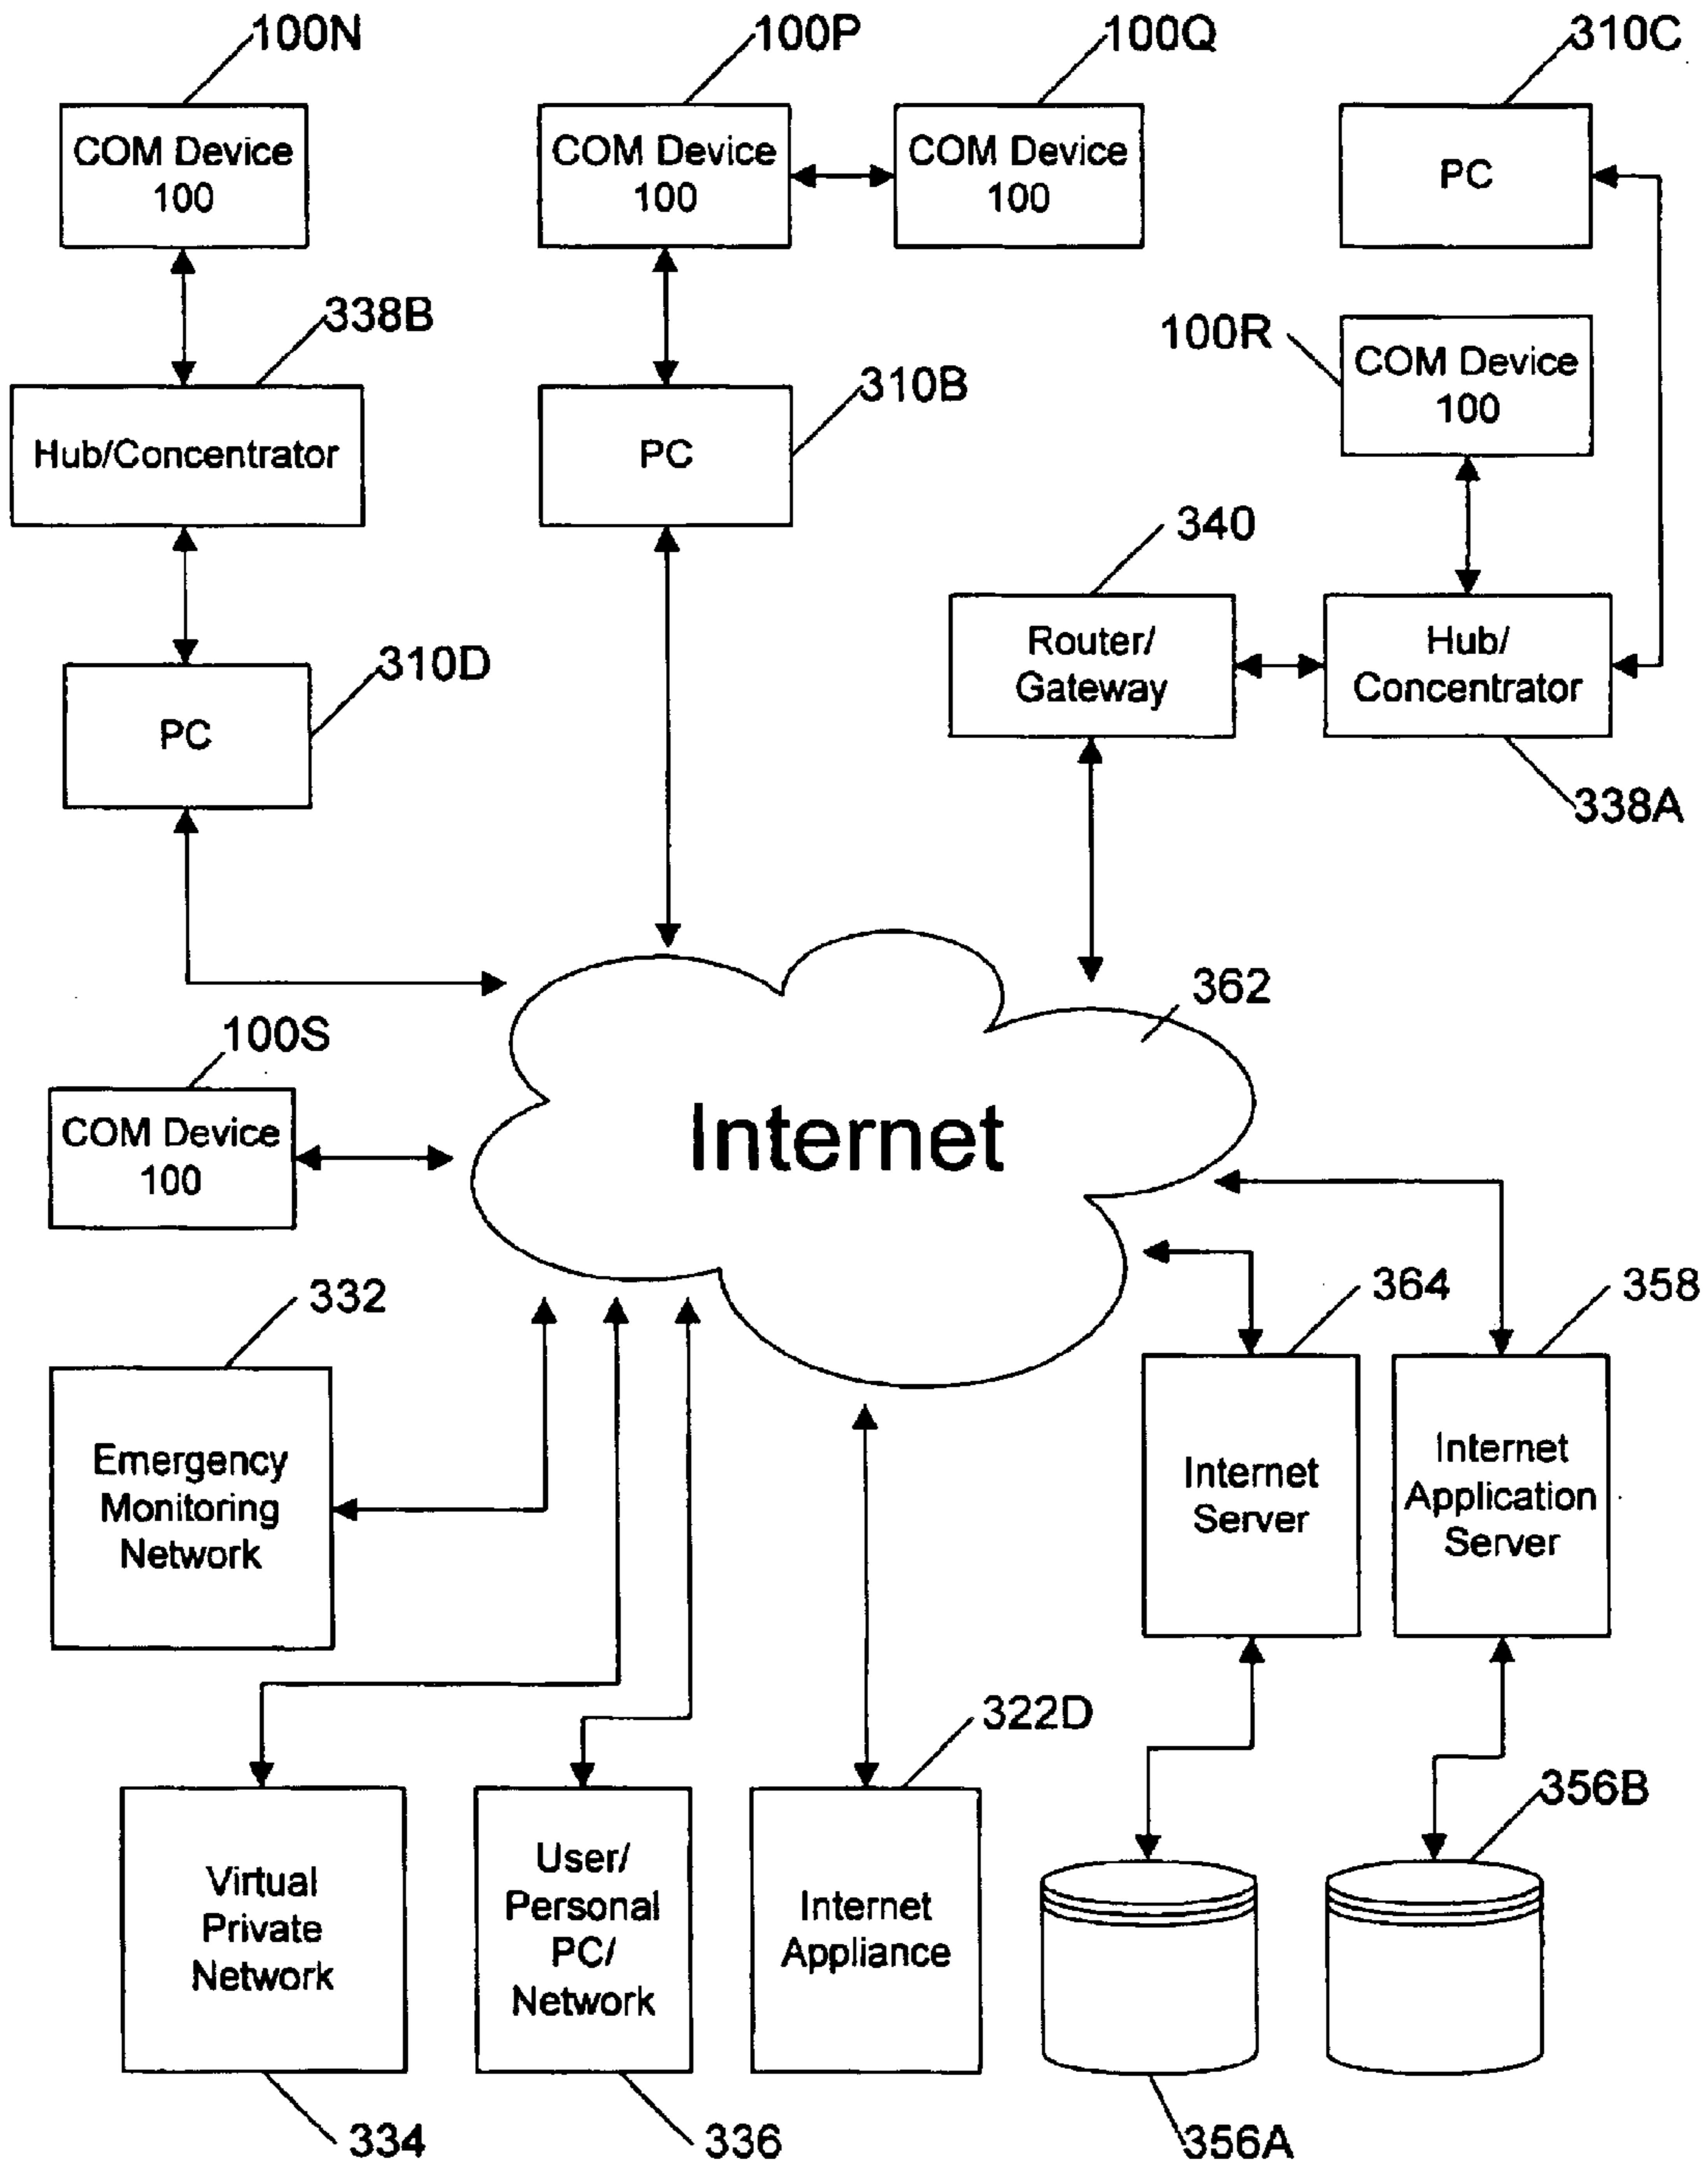 100N
100P
100Q
310C
COM Device
100
COM Device
100
COM Device
100
PC
338B
100R
COM Device
100
310B
Hub/Concentrator
PC
340
Router/
Gateway
Hub/
Concentrator
310D
PC
338A
362
100S
COM Device
100
Internet
332
364
358
Emergency
Monitoring
Network
Internet
Server
Internet
Application
Server
322D
356B
Virtual
Private
Network
User/
Personal
PC/
Network
Internet
Appliance
334
336
356A